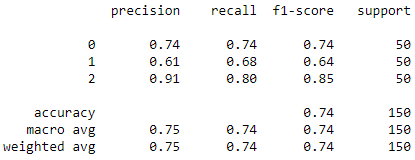 precision recall f1-score support
0 0.74 0.74 0.74 50
1 0.61 0.68 0.64 50
2 0.91 0.80 0.85 50
accuracy 0.74 150
macro avg 0.75 0.74 0.74 150
weighted avg 0.75 0.74 0.74 150